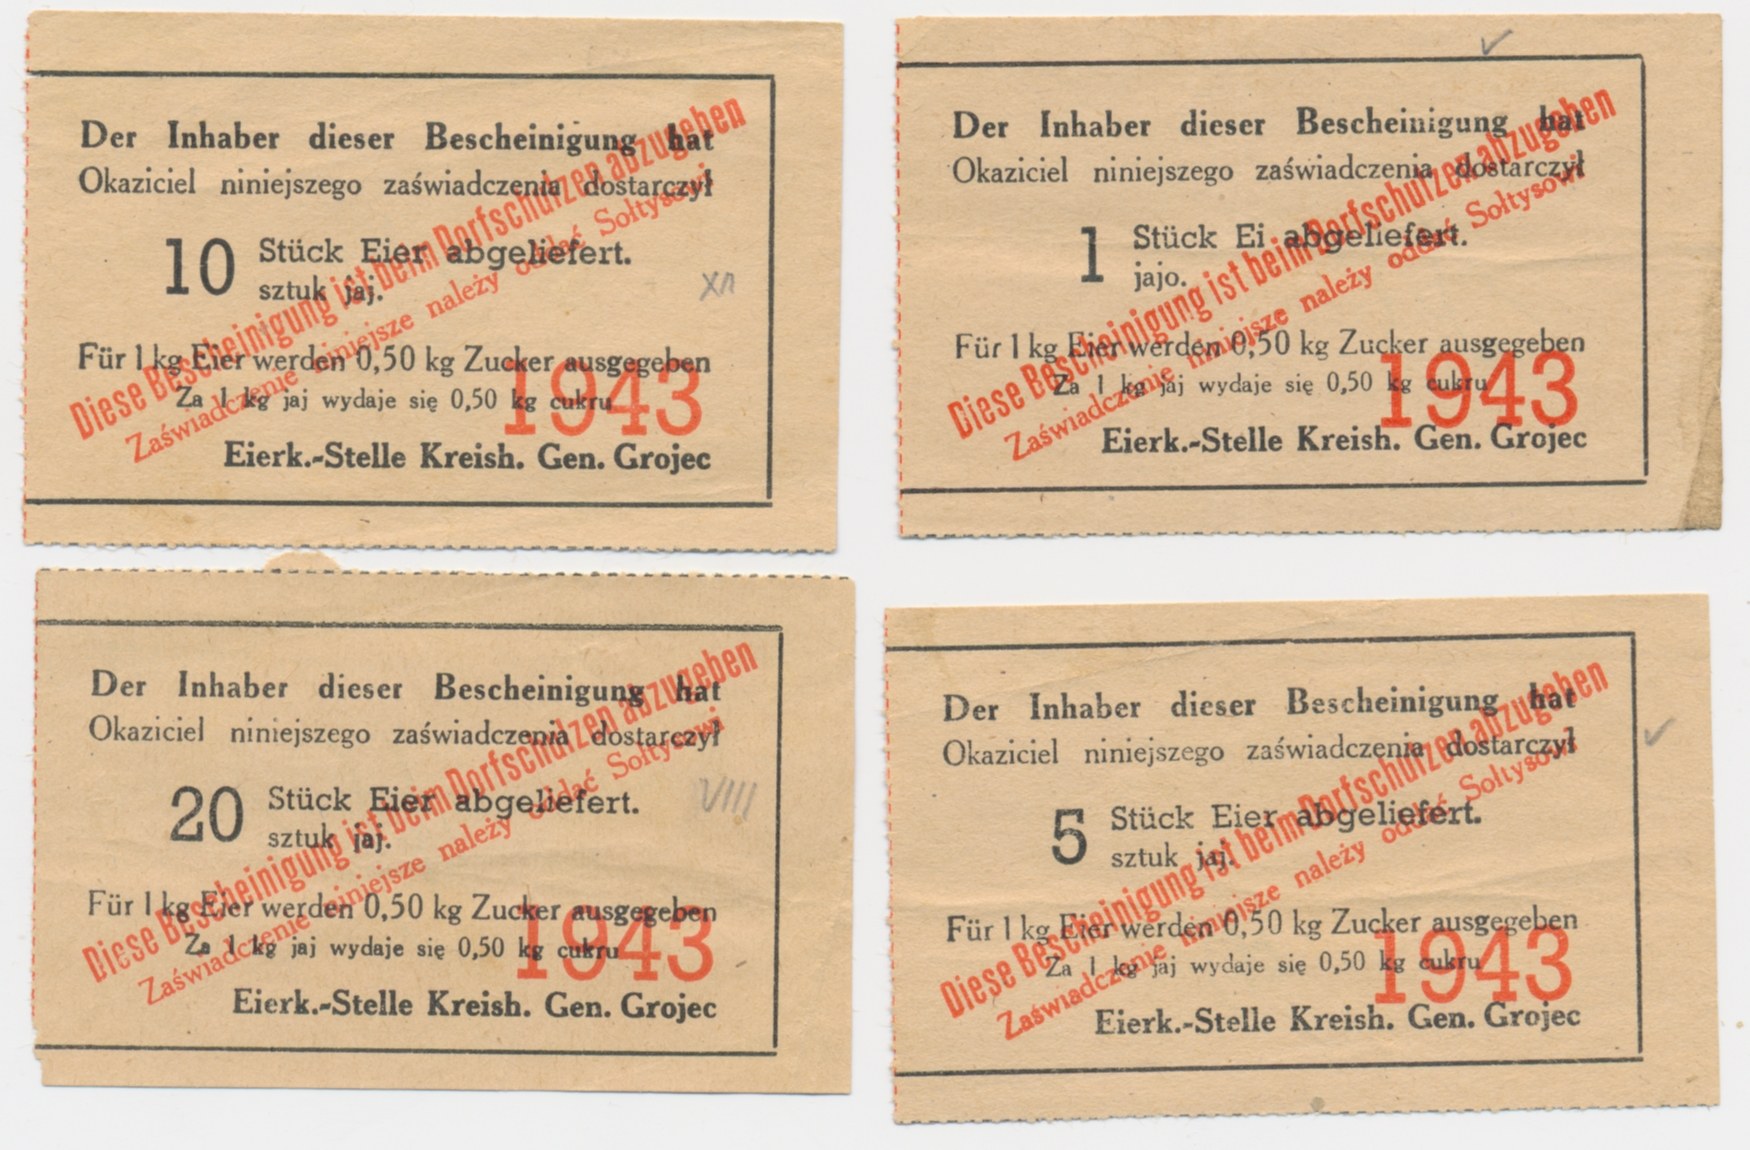 Der Inhaber dieser Bescheinigung hat
Okaziciel niniejszego zaświadczenia dostarczył
10 Stück Eier abgeliefert.
sztuk jaj.
XII
Für 1 kg Eier werden 0,50 kg Zucker ausgegeben
Za 1 kg jaj wydaje się 0,50 kg cukru
Eierk.-Stelle Kreish. Gen. Grojec
Diese Bescheinigung ist beim Dorfschulzen abzugeben
Zaświadczenie niniejsze należy oddać Sołtysowi
1943
Der Inhaber dieser Bescheinigung hat
Okaziciel niniejszego zaświadczenia dostarczył
1 Stück Ei abgeliefert.
jajo.
Für 1 kg Eier werden 0,50 kg Zucker ausgegeben
Za 1 kg jaj wydaje się 0,50 kg cukru
Eierk.-Stelle Kreish. Gen. Grojec
Diese Bescheinigung ist beim Dorfschulzen abzugeben
Zaświadczenie niniejsze należy oddać Sołtysowi
1943
Der Inhaber dieser Bescheinigung hat
Okaziciel niniejszego zaświadczenia dostarczył
20 Stück Eier abgeliefert.
sztuk jaj.
VIII
Für 1 kg Eier werden 0,50 kg Zucker ausgegeben
Za 1 kg jaj wydaje się 0,50 kg cukru
Eierk.-Stelle Kreish. Gen. Grojec
Diese Bescheinigung ist beim Dorfschulzen abzugeben
Zaświadczenie niniejsze należy oddać Sołtysowi
1943
Der Inhaber dieser Bescheinigung hat
Okaziciel niniejszego zaświadczenia dostarczył
5 Stück Eier abgeliefert.
sztuk jaj.
Für 1 kg Eier werden 0,50 kg Zucker ausgegeben
Za 1 kg jaj wydaje się 0,50 kg cukru
Eierk.-Stelle Kreish. Gen. Grojec
Diese Bescheinigung ist beim Dorfschulzen abzugeben
Zaświadczenie niniejsze należy oddać Sołtysowi
1943